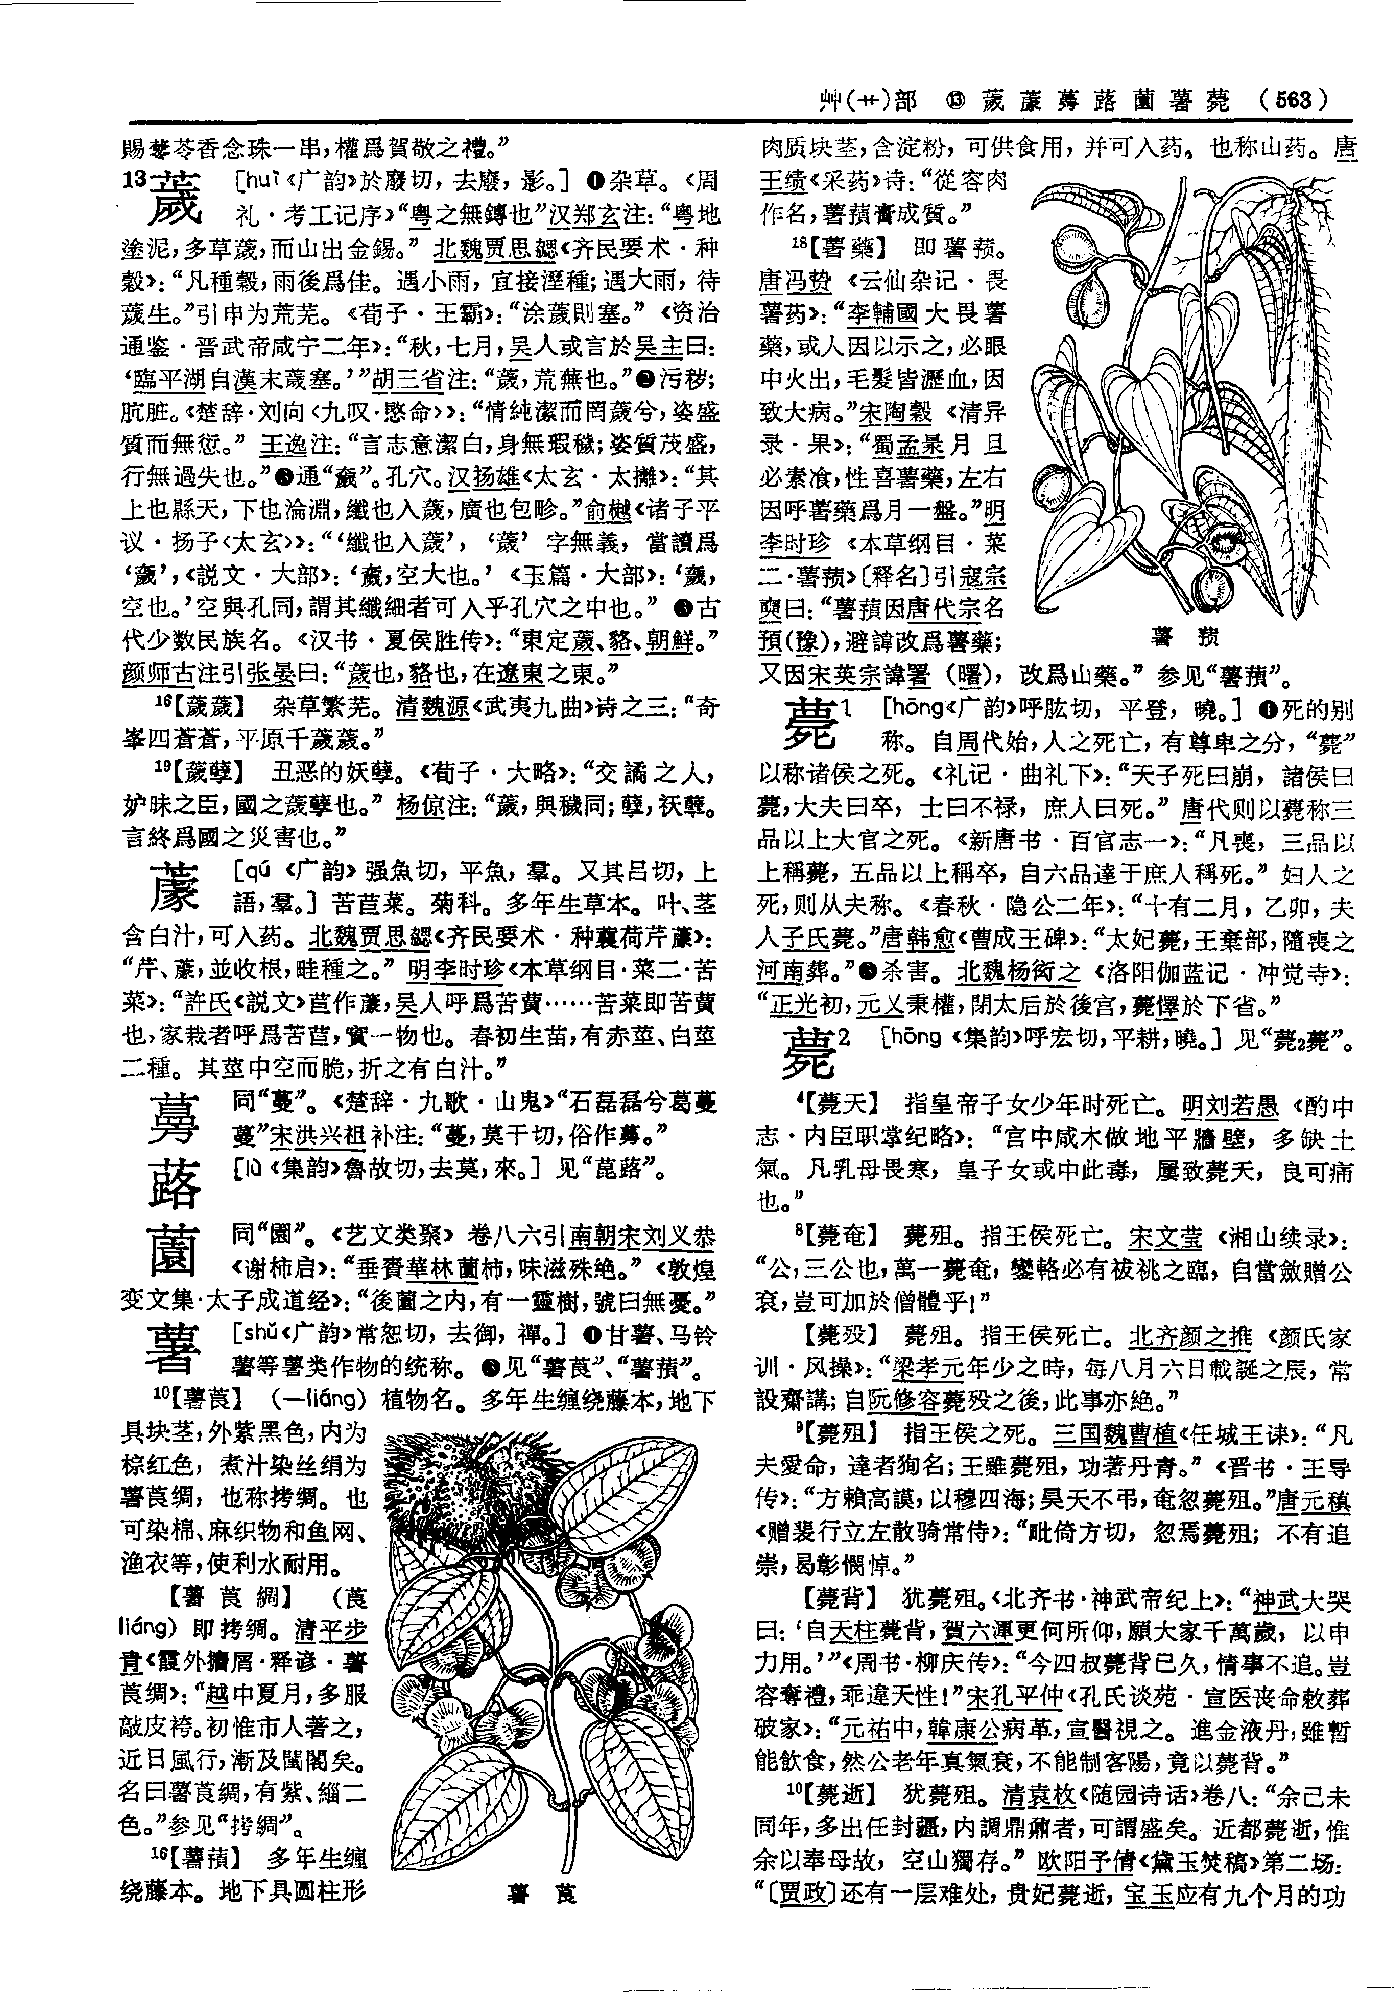 艸(艹)部 ⑬ 薉蘧薎蕗薗薯薨 (563)
賜蔘苓香念珠一串，權爲賀敬之禮。”
13薉 [huì《广韵》於廢切，去廢，影。] ❶杂草。《周
礼·考工记序》“粤之無鎛也”汉郑玄注：“粤地
塗泥，多草薉，而山出金錫。”北魏贾思勰《齐民要术·种
穀》：“凡種穀，雨後爲佳。遇小雨，宜接溼種；遇大雨，待
薉生。”引申为荒芜。《荀子·王霸》：“涂薉則塞。”《资治
通鉴·晋武帝咸宁二年》：“秋，七月，吴人或言於吴主曰：
‘臨平湖自漢末薉塞。’”胡三省注：“薉，荒蕪也。”❷污秽；
肮脏。《楚辞·刘向〈九叹·愍命〉》：“情純潔而罔薉兮，姿盛
質而無愆。”王逸注：“言志意潔白，身無瑕穢；姿質茂盛，
行無過失也。”❸通“奯”。孔穴。汉扬雄《太玄·太攡》：“其
上也縣天，下也淪淵，纖也入薉，廣也包畛。”俞樾《诸子平
议·扬子〈太玄〉》：“‘纖也入薉’，‘薉’字無義，當讀爲
‘奯’，《説文·大部》：‘奯，空大也。’《玉篇·大部》：‘奯，
空也。’空與孔同，謂其纖細者可入乎孔穴之中也。”❹古
代少数民族名。《汉书·夏侯胜传》：“東定薉、貉、朝鮮。”
颜师古注引张晏曰：“薉也，貉也，在遼東之東。”
16【薉薉】 杂草繁芜。清魏源《武夷九曲》诗之三：“奇
峯四蒼蒼，平原千薉薉。”
19【薉孽】 丑恶的妖孽。《荀子·大略》：“交譎之人，
妒昧之臣，國之薉孽也。”杨倞注：“薉，與穢同；孽，祅孽。
言終爲國之災害也。”
蘧 [qú《广韵》强魚切，平魚，羣。又其吕切，上
語，羣。] 苦苣菜。菊科。多年生草本。叶、茎
含白汁，可入药。北魏贾思勰《齐民要术·种蘘荷芹蘧》：
“芹、蘧，並收根，畦種之。”明李时珍《本草纲目·菜二·苦
菜》：“許氏《説文》苣作蘧，吴人呼爲苦蕒……苦菜即苦蕒
也，家栽者呼爲苦苣，實一物也。春初生苗，有赤莖、白莖
二種。其莖中空而脆，折之有白汁。”
同“蔓”。《楚辞·九歌·山鬼》“石磊磊兮葛蔓
蔓”宋洪兴祖补注：“蔓，莫干切，俗作 。”
蕗 [lù《集韵》魯故切，去莫，來。] 见“菎蕗”。
薗 同“園”。《艺文类聚》卷八六引南朝宋刘义恭
《谢柿启》：“垂賚華林薗柿，味滋殊絶。”《敦煌
变文集·太子成道经》：“後薗之内，有一靈樹，號曰無憂。”
薯 [shǔ《广韵》常恕切，去御，禪。] ❶甘薯、马铃
薯等薯类作物的统称。❷见“薯莨”、“薯蕷”。
10【薯莨】 (—liáng) 植物名。多年生缠绕藤本，地下
具块茎，外紫黑色，内为
棕红色，煮汁染丝绢为
薯莨绸，也称拷绸。也
可染棉、麻织物和鱼网、
渔衣等，使利水耐用。
【薯莨綢】 (莨
liáng) 即拷绸。清平步
青《霞外攟屑·释谚·薯
莨绸》：“越中夏月，多服
敲皮袴。初惟市人著之，
近日風行，漸及閨閣矣。
名曰薯莨綢，有紫、緇二
色。”参见“拷綢”。
16【薯蕷】 多年生缠
绕藤本。地下具圆柱形
薯 莨
肉质块茎，含淀粉，可供食用，并可入药。也称山药。唐
王绩《采药》诗：“從容肉
作名，薯蕷膏成質。”
18【薯藥】 即薯蓣。
唐冯贽《云仙杂记·畏
薯药》：“李輔國大畏薯
藥，或人因以示之，必眼
中火出，毛髮皆瀝血，因
致大病。”宋陶穀《清异
录·果》：“蜀孟㫤月旦
必素飡，性喜薯藥，左右
因呼薯藥爲月一盤。”明
李时珍《本草纲目·菜
二·薯蓣》〔释名〕引寇宗
奭曰：“薯蕷因唐代宗名
預(豫)，避諱改爲薯藥；
又因宋英宗諱署(曙)，改爲山藥。”参见“薯蕷”。
薯 蓣
薨1 [hōng《广韵》呼肱切，平登，曉。] ❶死的别
称。自周代始，人之死亡，有尊卑之分，“薨”
以称诸侯之死。《礼记·曲礼下》：“天子死曰崩，諸侯曰
薨，大夫曰卒，士曰不禄，庶人曰死。”唐代则以薨称三
品以上大官之死。《新唐书·百官志一》：“凡喪，三品以
上稱薨，五品以上稱卒，自六品達于庶人稱死。”妇人之
死，则从夫称。《春秋·隐公二年》：“十有二月，乙卯，夫
人子氏薨。”唐韩愈《曹成王碑》：“太妃薨，王棄部，隨喪之
河南葬。”❷杀害。北魏杨衒之《洛阳伽蓝记·冲觉寺》：
“正光初，元乂秉權，閉太后於後宫，薨懌於下省。”
薨2 [hōng《集韵》呼宏切，平耕，曉。] 见“薨2薨”。
4【薨天】 指皇帝子女少年时死亡。明刘若愚《酌中
志·内臣职掌纪略》：“宫中咸木做地平牆壁，多缺土
氣。凡乳母畏寒，皇子女或中此毒，屢致薨天，良可痛
也。”
8【薨奄】 薨殂。指王侯死亡。宋文莹《湘山续录》：
“公，三公也，萬一薨奄，鑾輅必有祓祧之臨，自當斂贈公
衮，豈可加於僧體乎！”
【薨殁】 薨殂。指王侯死亡。北齐颜之推《颜氏家
训·风操》：“梁孝元年少之時，每八月六日載誕之辰，常
設齋講；自阮修容薨殁之後，此事亦絶。”
9【薨殂】 指王侯之死。三国魏曹植《任城王诔》：“凡
夫愛命，達者狥名；王雖薨殂，功著丹青。”《晋书·王导
传》：“方賴高謨，以穆四海；昊天不弔，奄忽薨殂。”唐元稹
《赠裴行立左散骑常侍》：“毗倚方切，忽焉薨殂；不有追
崇，曷彰憫悼。”
【薨背】 犹薨殂。《北齐书·神武帝纪上》：“神武大哭
曰：‘自天柱薨背，賀六渾更何所仰，願大家千萬歲，以申
力用。’”《周书·柳庆传》：“今四叔薨背已久，情事不追。豈
容奪禮，乖違天性！”宋孔平仲《孔氏谈苑·宣医丧命敕葬
破家》：“元祐中，韓康公病革，宣醫視之。進金液丹，雖暫
能飲食，然公老年真氣衰，不能制客陽，竟以薨背。”
10【薨逝】 犹薨殂。清袁枚《随园诗话》卷八：“余己未
同年，多出任封疆，内調鼎鼐者，可謂盛矣。近都薨逝，惟
余以奉母故，空山獨存。”欧阳予倩《黛玉焚稿》第二场：
“〔贾政〕还有一层难处，贵妃薨逝，宝玉应有九个月的功